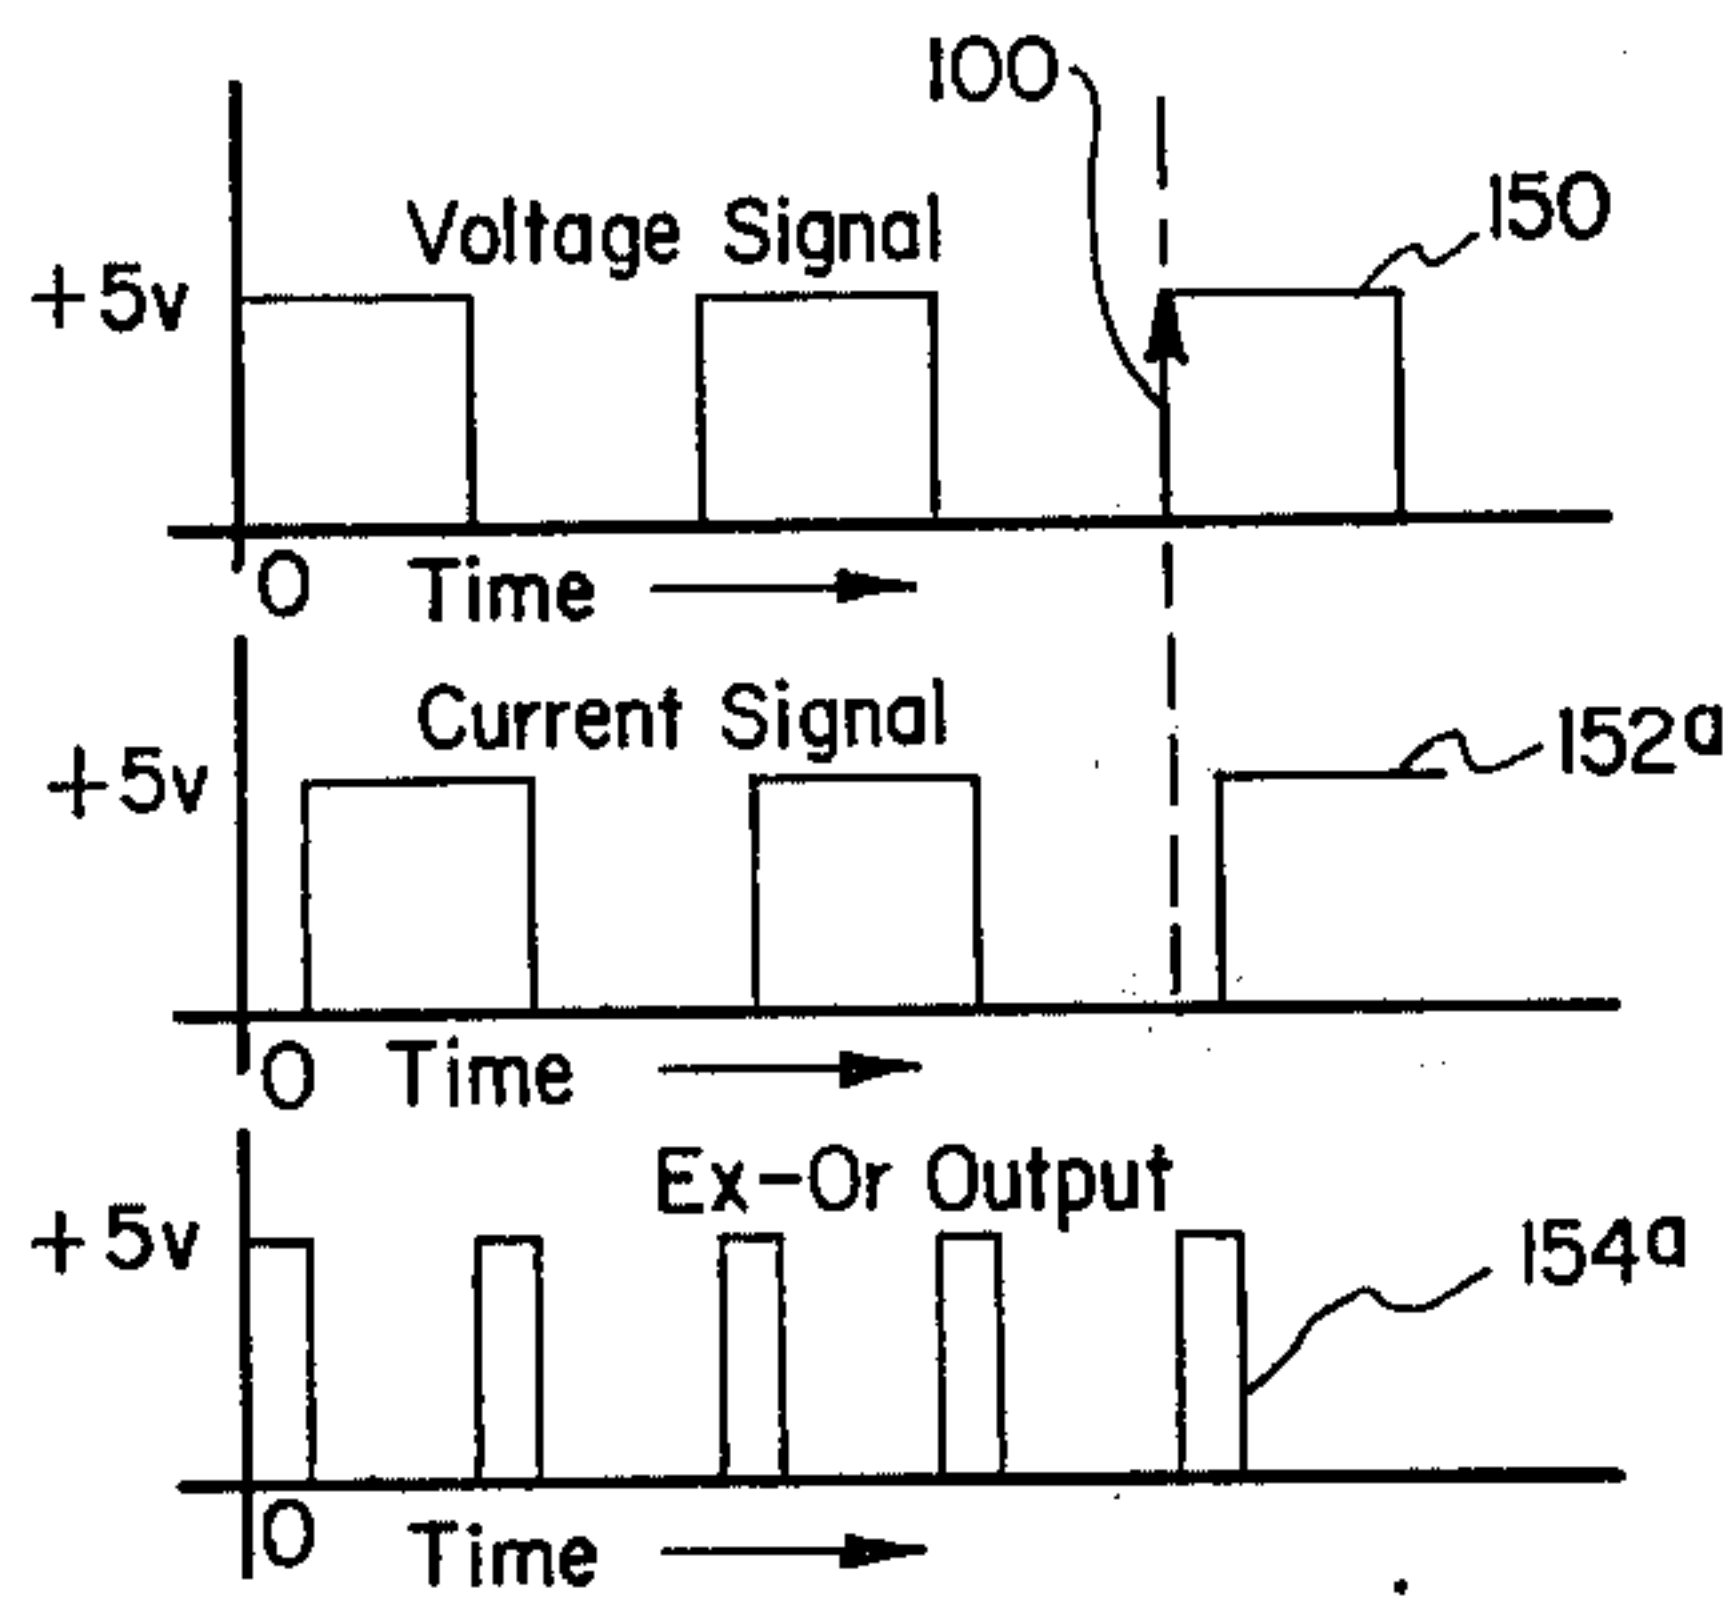 100
150
Voltage Signal
+5v
0 Time
Current Signal
152a
+5v
0 Time
Ex-Or Output
+5v
154a
0 Time